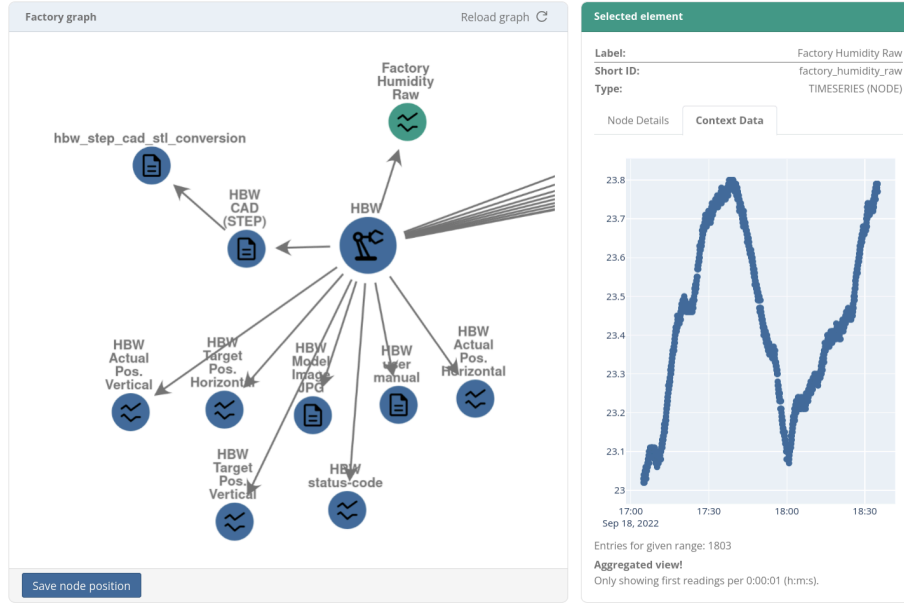 Factory graph
Reload graph
Factory
Humidity
Raw
hbw_step_cad_stl_conversion
HBW
CAD
(STEP)
HBW
HBW
Actual
Pos.
Vertical
HBW
Target
Pos.
Horizontal
HBW
Model
Image
JPG
HBW
user
manual
HBW
Actual
Pos.
Horizontal
HBW
Target
Pos.
Vertical
HBW
status-code
Save node position
Selected element
Label: Factory Humidity Raw
Short ID: factory_humidity_raw
Type: TIMESERIES (NODE)
Node Details Context Data
23.8
23.7
23.6
23.5
23.4
23.3
23.2
23.1
23
17:00 17:30 18:00 18:30
Sep 18, 2022
Entries for given range: 1803
Aggregated view!
Only showing first readings per 0:00:01 (h:m:s).